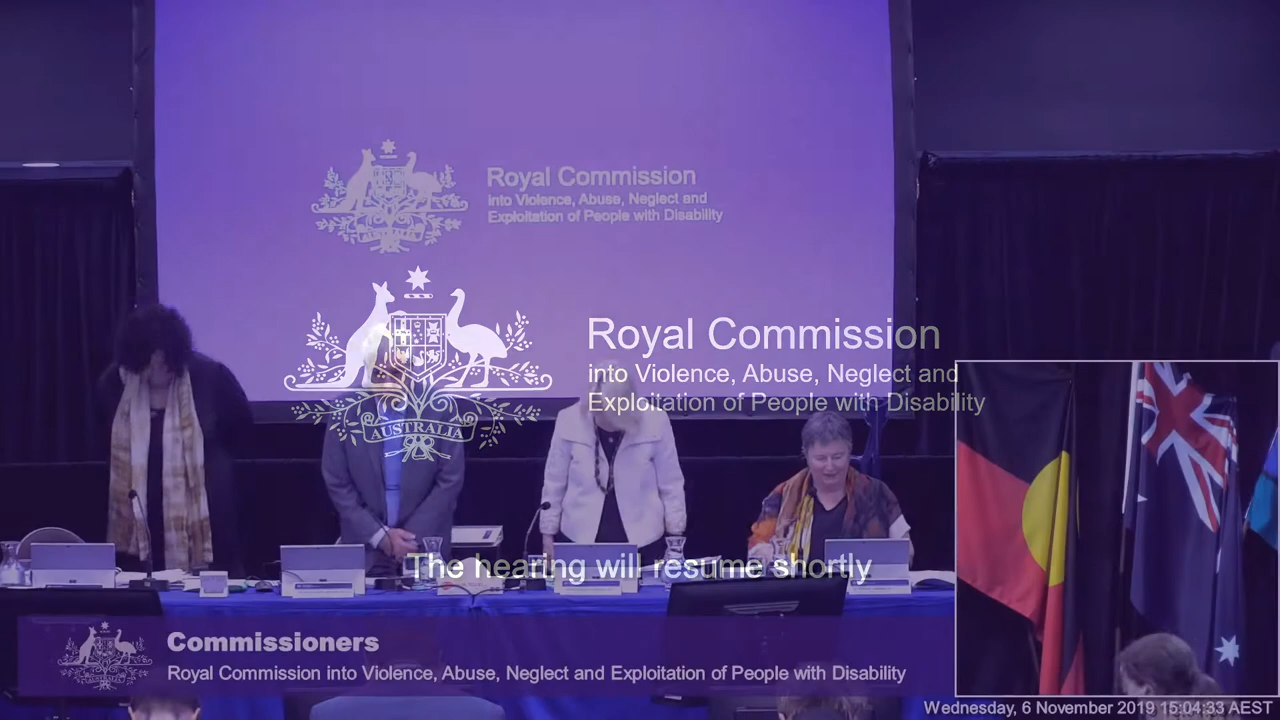 Royal Commission
into Violence, Abuse, Neglect and
Exploitation of People with Disability
Royal Commission
into Violence, Abuse, Neglect and
Exploitation of People with Disability
AUSTRALIA
The hearing will resume shortly
Commissioners
Royal Commission into Violence, Abuse, Neglect and Exploitation of People with Disability
Wednesday, 6 November 2019 15:04:33 AEST